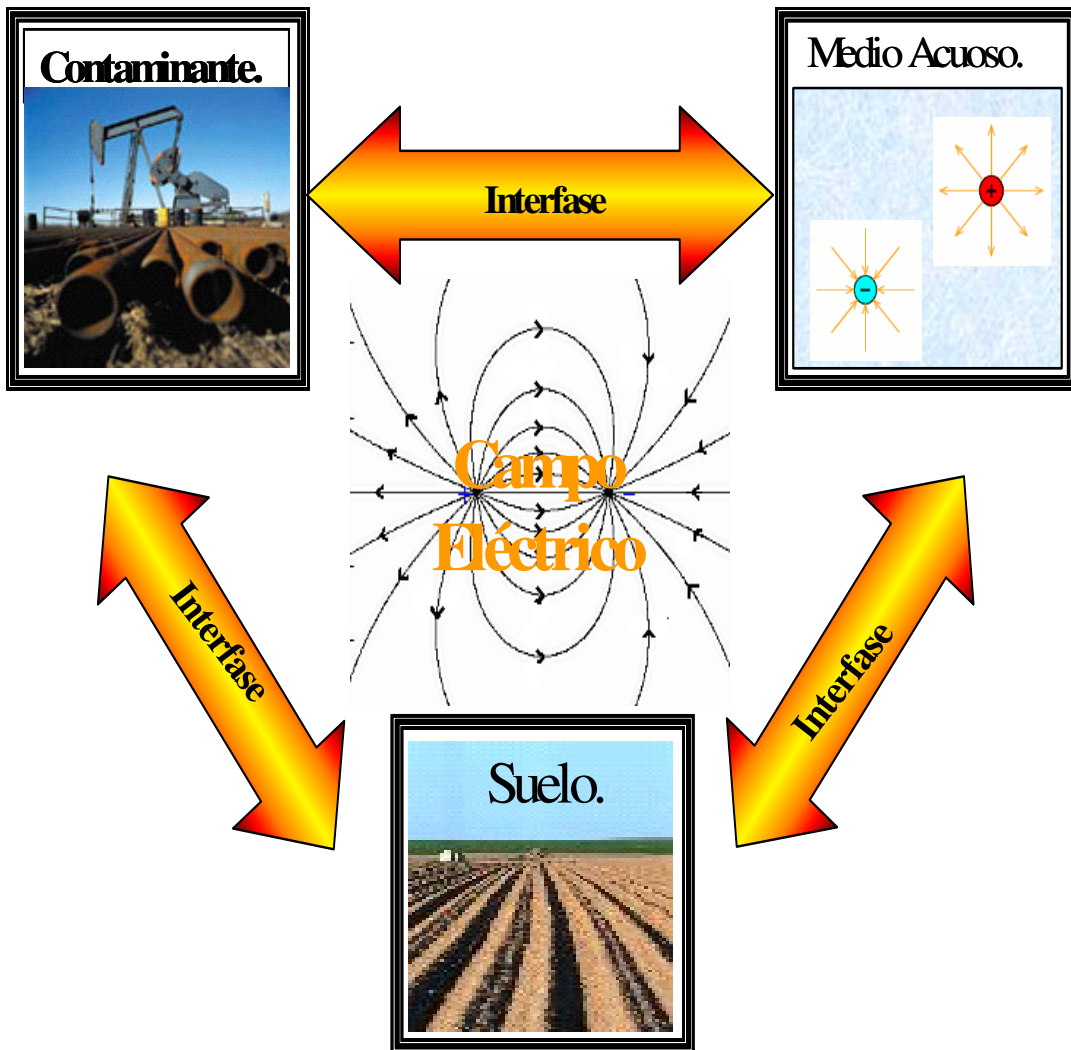 Contaminante.
Medio Acuoso.
Interfase
+
-
Campo
Eléctrico
+ -
Interfase
Interfase
Suelo.